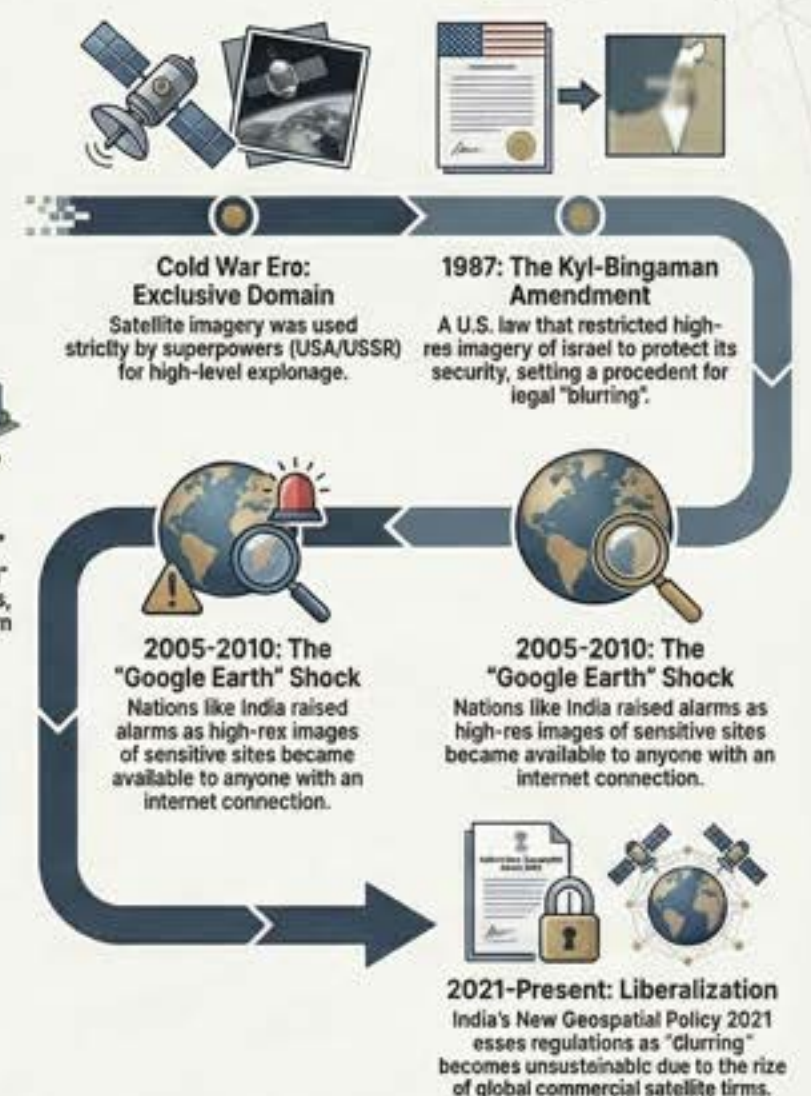 Cold War Ero:
Exclusive Domain
Satellite imagery was used
striclty by superpowers (USA/USSR)
for high-level explonage.
1987: The Kyl-Bingaman
Amendment
A U.S. law that restricted high-
res imagery of israel to protect its
security, setting a procedent for
iegal "blurring".
2005-2010: The
"Google Earth" Shock
Nations like India raised
alarms as high-rex images
of sensitive sites became
available to anyone with an
internet connection.
2005-2010: The
"Google Earth" Shock
Nations like India raised alarms as
high-res images of sensitive sites
became available to anyone with an
internet connection.
2021-Present: Liberalization
India's New Geospatial Policy 2021
esses regulations as "Glurring"
becomes unsusteinablc due to the rize
of global commercial satellite tirms.